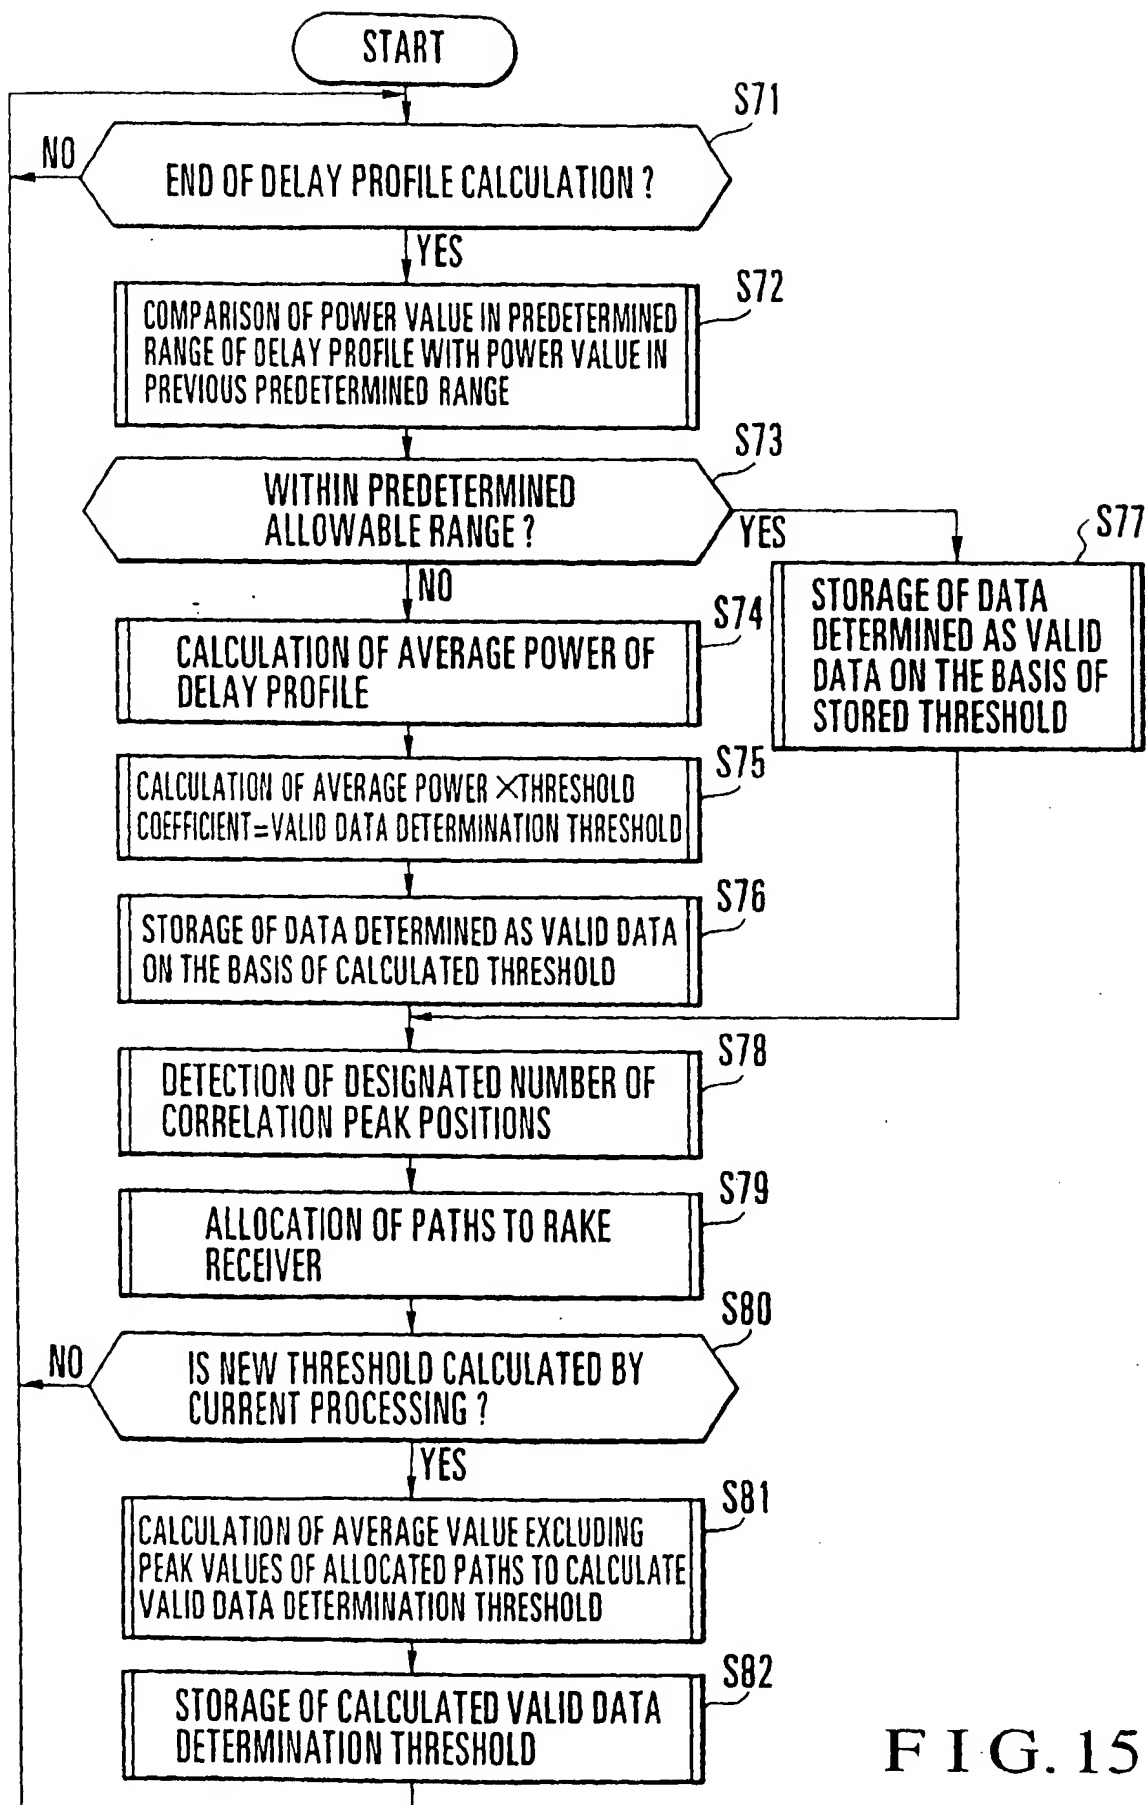 START
S71
NO
END OF DELAY PROFILE CALCULATION ?
YES
S72
COMPARISON OF POWER VALUE IN PREDETERMINED
RANGE OF DELAY PROFILE WITH POWER VALUE IN
PREVIOUS PREDETERMINED RANGE
S73
WITHIN PREDETERMINED
ALLOWABLE RANGE ?
YES
NO
S77
STORAGE OF DATA
DETERMINED AS VALID
DATA ON THE BASIS OF
STORED THRESHOLD
S74
CALCULATION OF AVERAGE POWER OF
DELAY PROFILE
S75
CALCULATION OF AVERAGE POWER ×THRESHOLD
COEFFICIENT=VALID DATA DETERMINATION THRESHOLD
S76
STORAGE OF DATA DETERMINED AS VALID DATA
ON THE BASIS OF CALCULATED THRESHOLD
S78
DETECTION OF DESIGNATED NUMBER OF
CORRELATION PEAK POSITIONS
S79
ALLOCATION OF PATHS TO RAKE
RECEIVER
S80
NO
IS NEW THRESHOLD CALCULATED BY
CURRENT PROCESSING ?
YES
S81
CALCULATION OF AVERAGE VALUE EXCLUDING
PEAK VALUES OF ALLOCATED PATHS TO CALCULATE
VALID DATA DETERMINATION THRESHOLD
S82
STORAGE OF CALCULATED VALID DATA
DETERMINATION THRESHOLD
FIG. 15